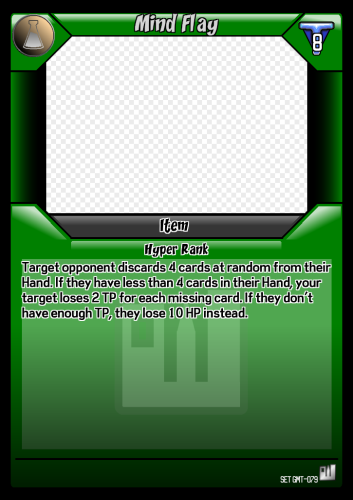 Mind Flay
8
Item
Hyper Rank
Target opponent discards 4 cards at random from their
Hand. If they have less than 4 cards in their Hand, your
target loses 2 TP for each missing card. If they don't
have enough TP, they lose 10 HP instead.
SET GMT-079